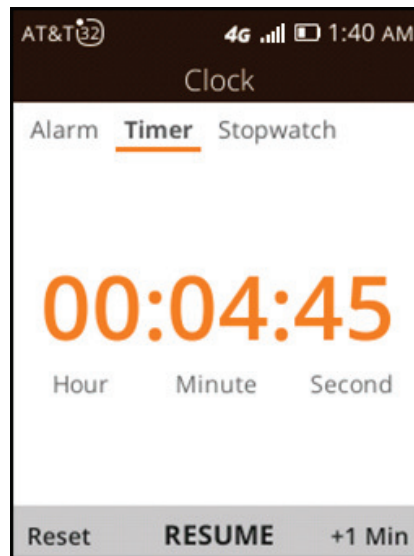 AT&T 32 4G 1:40 AM
Clock
Alarm Timer Stopwatch
00:04:45
Hour Minute Second
Reset RESUME +1 Min